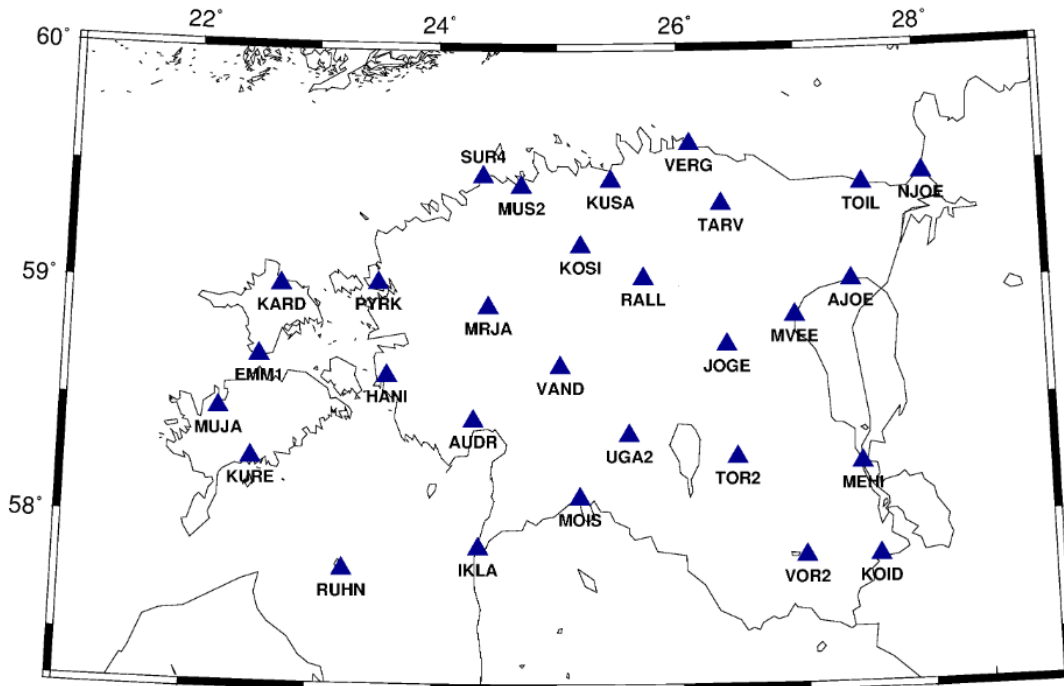 22˚
24˚
26˚
28˚
60˚
59˚
58˚
SUR4
MUS2
KUSA
VERG
TARV
TOIL
NJOE
KOSI
KARD
PYRK
MRJA
RALL
AJOE
MVEE
JOGE
EMM1
HANI
VAND
MUJA
AUDR
KURE
UGA2
TOR2
MEHI
MOIS
IKLA
VOR2
KOID
RUHN